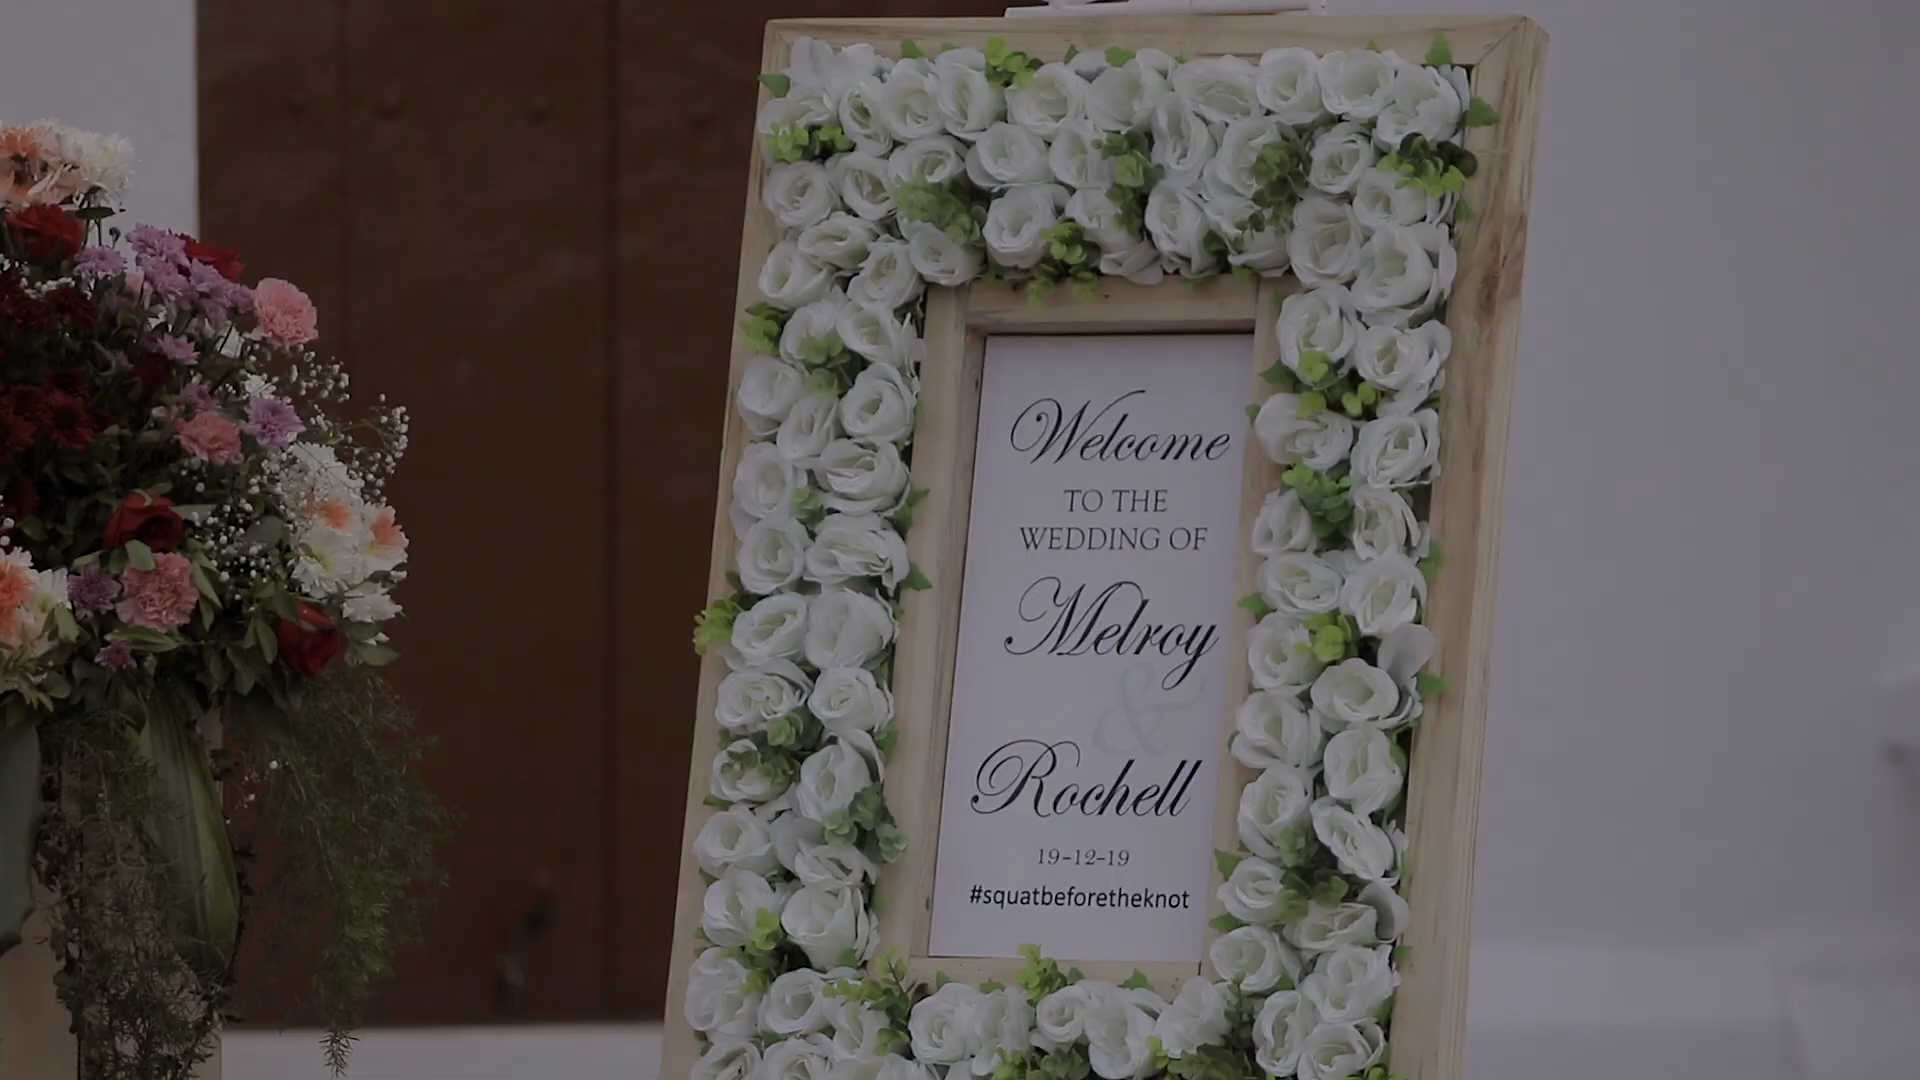 Welcome
TO THE
WEDDING OF
Melroy
&
Rochell
19-12-19
#squatbeforetheknot